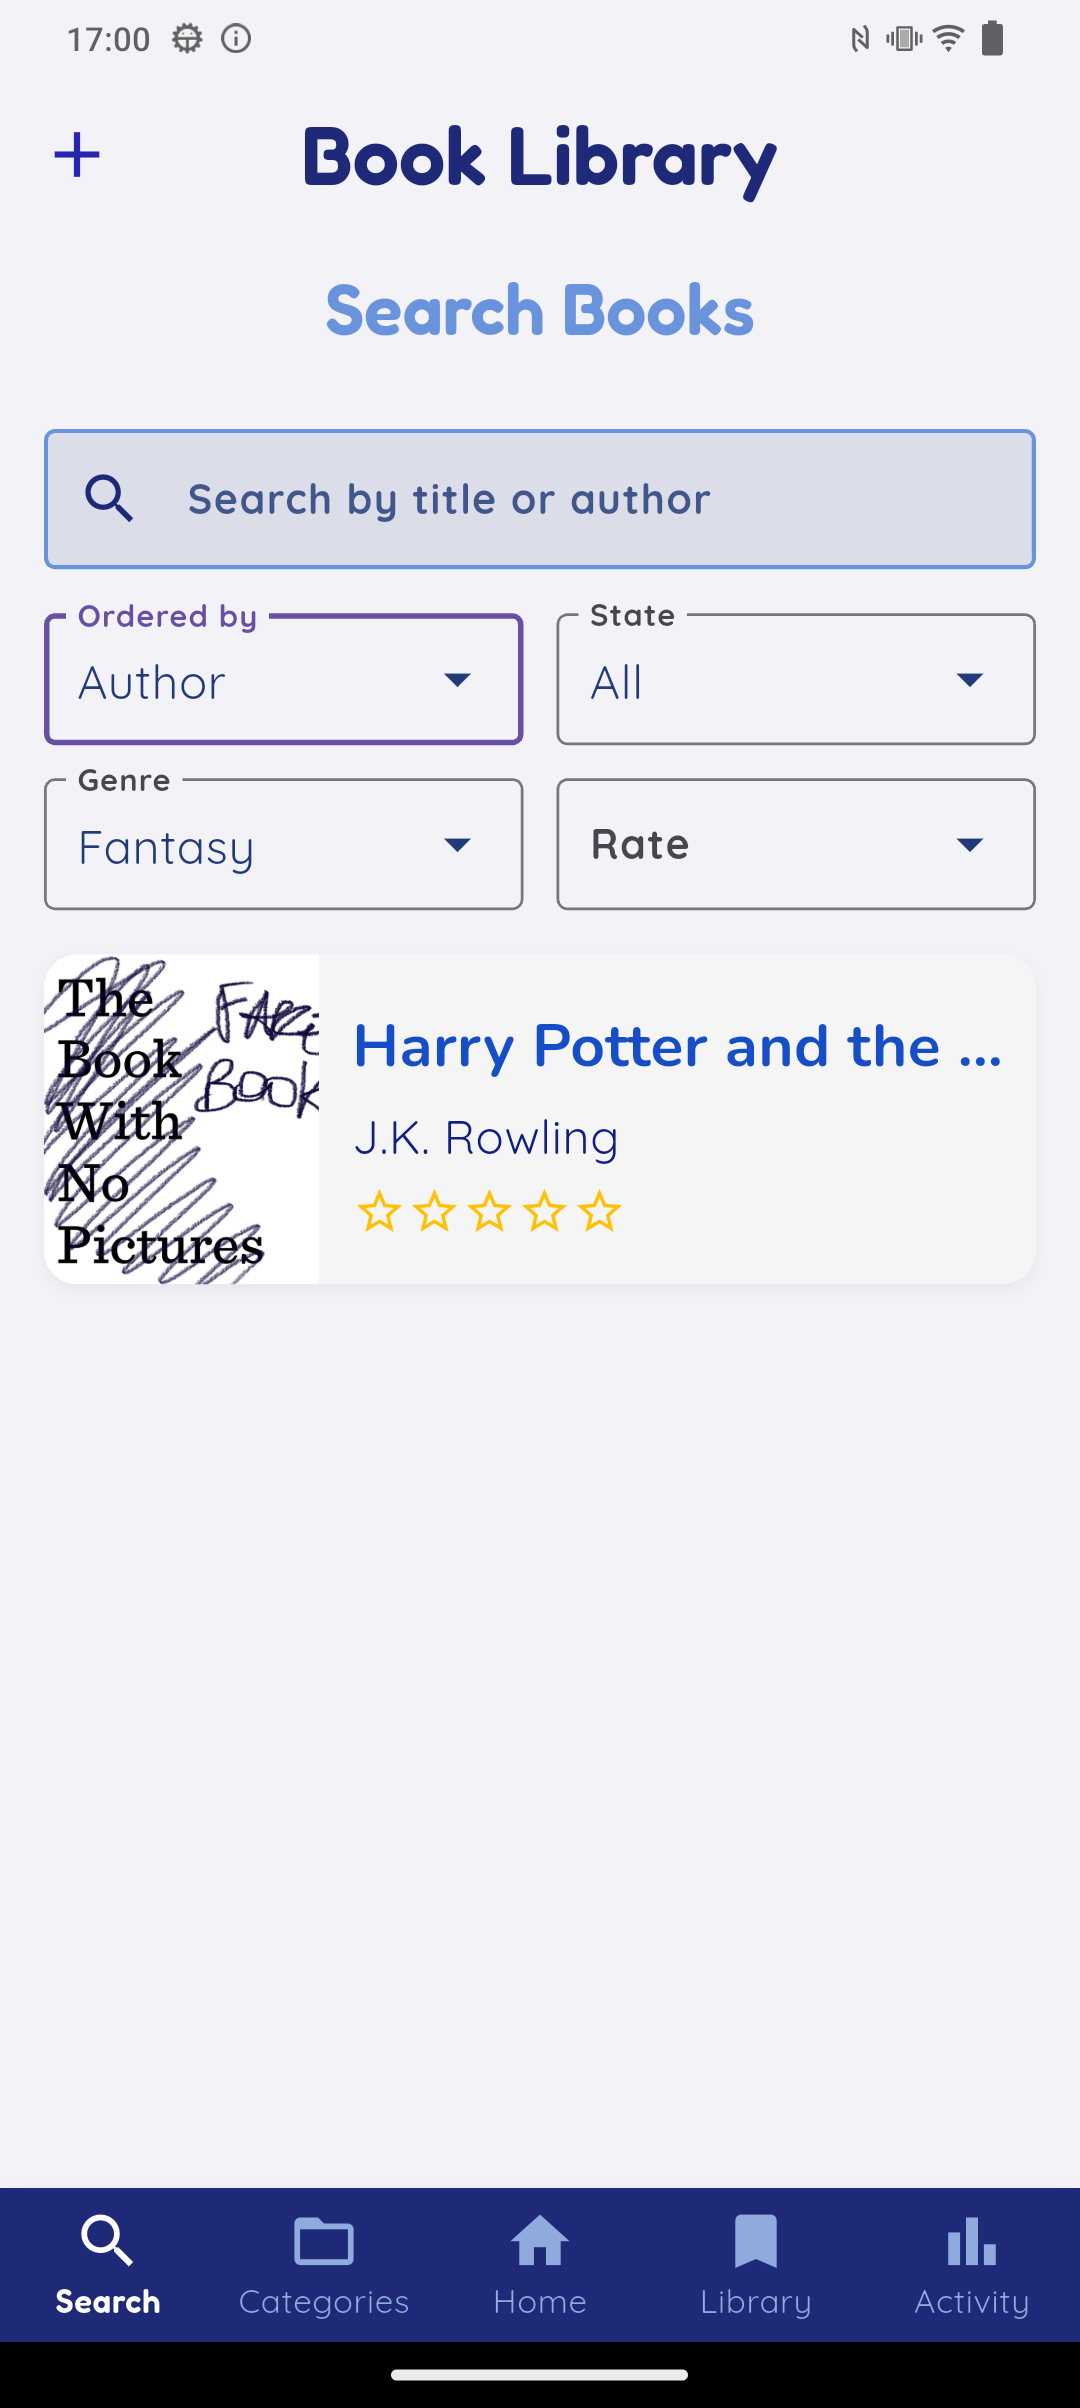 17:00
Book Library
Search Books
Search by title or author
Ordered by
Author
State
All
Genre
Fantasy
Rate
The
Book
With
No
Pictures
FAKE
BOOK
Harry Potter and the ...
J.K. Rowling
Search
Categories
Home
Library
Activity